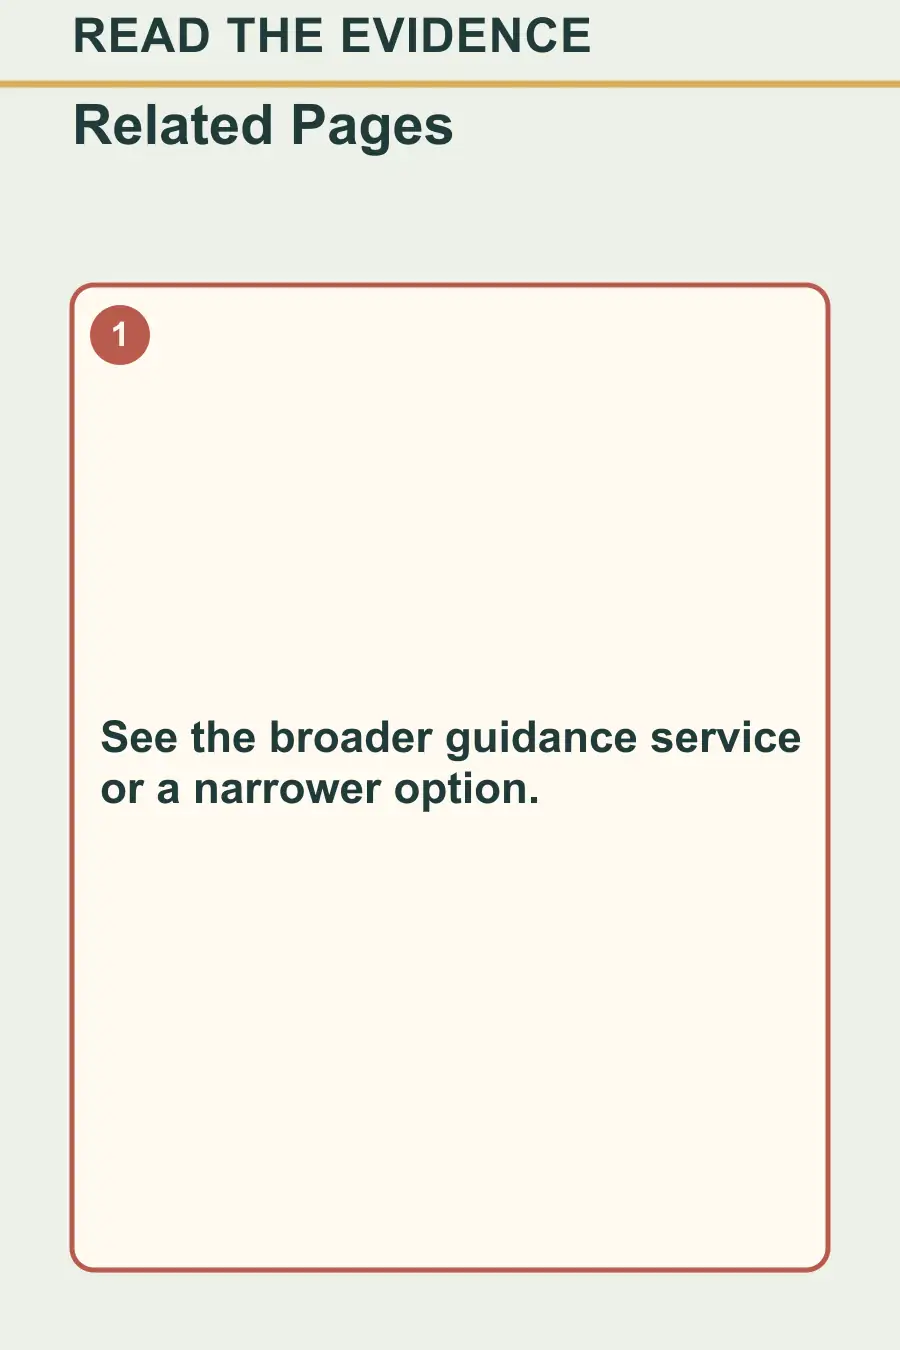 READ THE EVIDENCE
Related Pages
1
See the broader guidance service
or a narrower option.